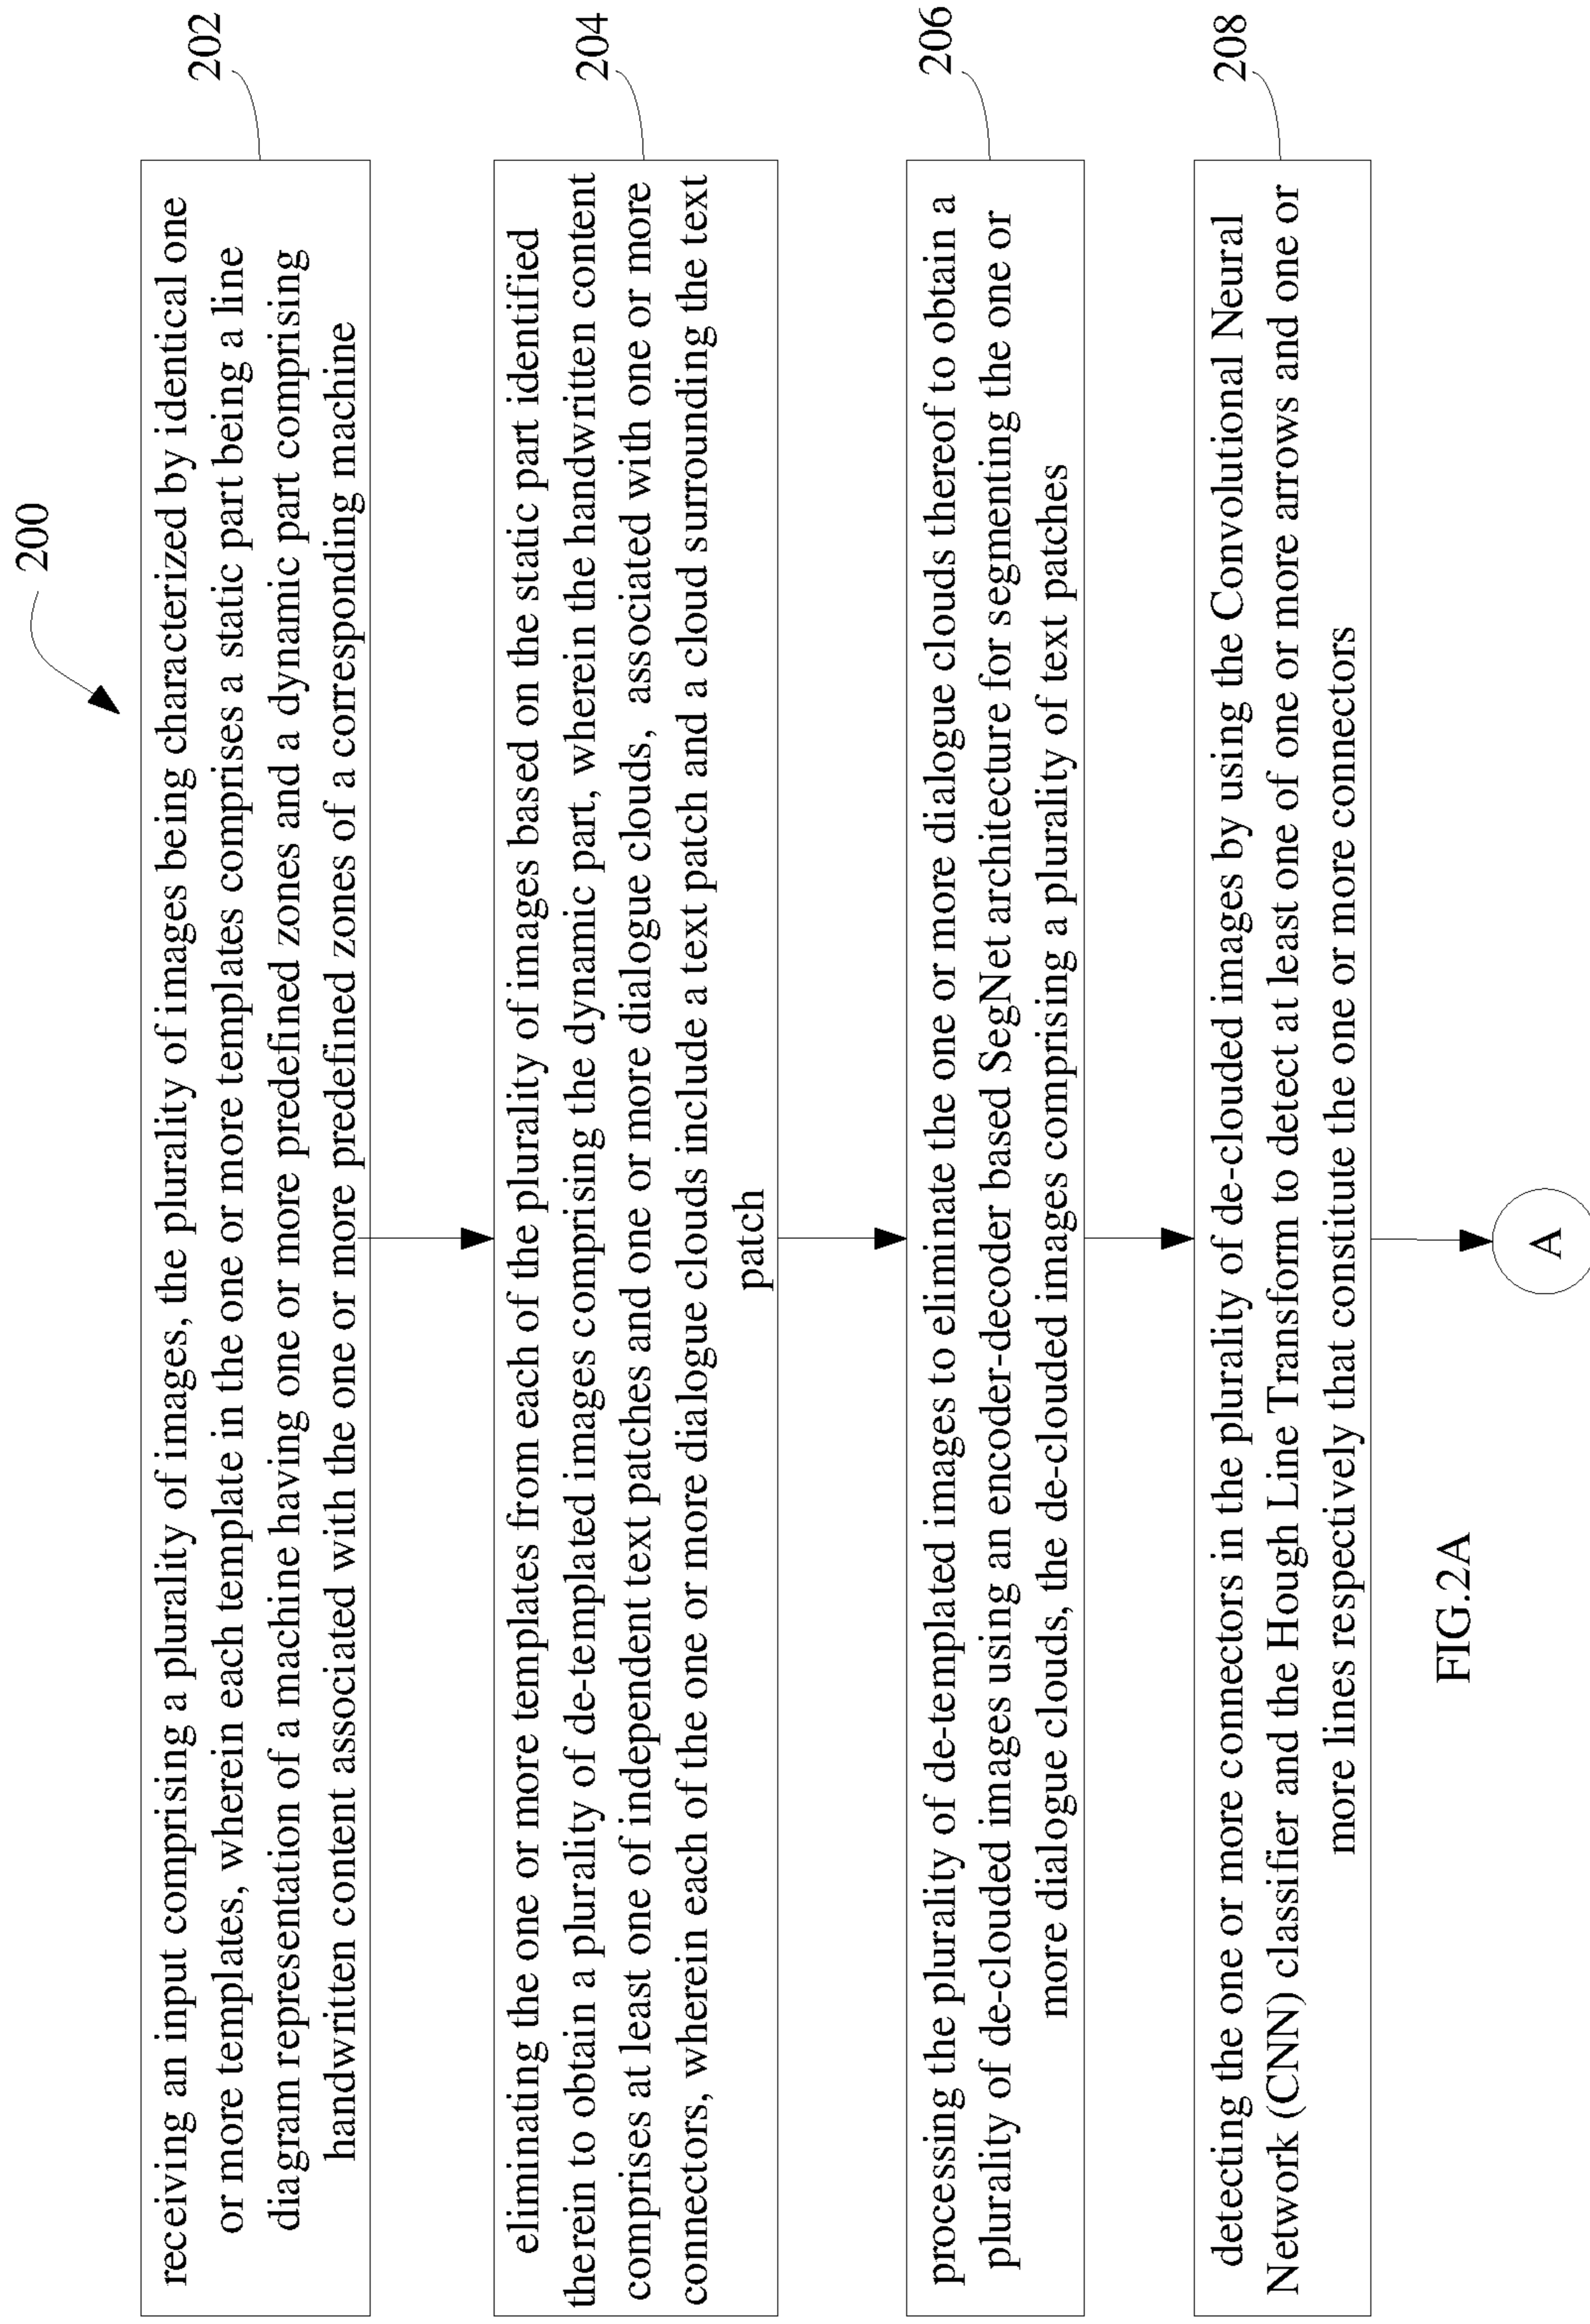 200
receiving an input comprising a plurality of images, the plurality of images being characterized by identical one
or more templates, wherein each template in the one or more templates comprises a static part being a line
diagram representation of a machine having one or more predefined zones and a dynamic part comprising
handwritten content associated with the one or more predefined zones of a corresponding machine
202
eliminating the one or more templates from each of the plurality of images based on the static part identified
therein to obtain a plurality of de-templated images comprising the dynamic part, wherein the handwritten content
comprises at least one of independent text patches and one or more dialogue clouds, associated with one or more
connectors, wherein each of the one or more dialogue clouds include a text patch and a cloud surrounding the text
patch
204
processing the plurality of de-templated images to eliminate the one or more dialogue clouds thereof to obtain a
plurality of de-clouded images using an encoder-decoder based SegNet architecture for segmenting the one or
more dialogue clouds, the de-clouded images comprising a plurality of text patches
206
detecting the one or more connectors in the plurality of de-clouded images by using the Convolutional Neural
Network (CNN) classifier and the Hough Line Transform to detect at least one of one or more arrows and one or
more lines respectively that constitute the one or more connectors
208
A
FIG.2A